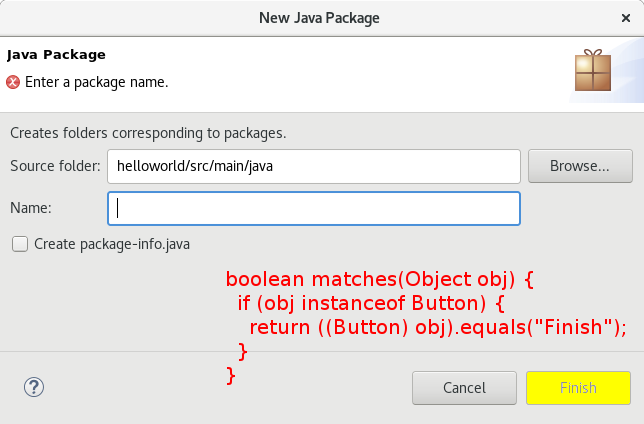 New Java Package
Java Package
Enter a package name.
Creates folders corresponding to packages.
Source folder: helloworld/src/main/java Browse...
Name:
Create package-info.java
boolean matches(Object obj) {
if (obj instanceof Button) {
return ((Button) obj).equals("Finish");
}
}
? Cancel Finish